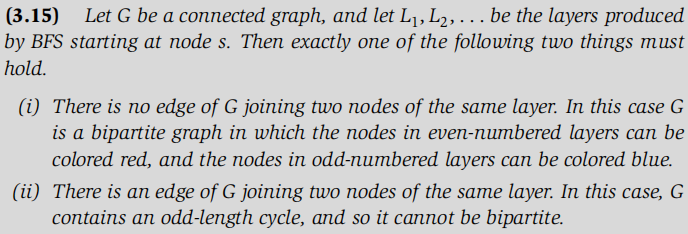 (3.15) Let G be a connected graph, and let L1, L2, . . . be the layers produced
by BFS starting at node s. Then exactly one of the following two things must
hold.
(i) There is no edge of G joining two nodes of the same layer. In this case G
is a bipartite graph in which the nodes in even-numbered layers can be
colored red, and the nodes in odd-numbered layers can be colored blue.
(ii) There is an edge of G joining two nodes of the same layer. In this case, G
contains an odd-length cycle, and so it cannot be bipartite.